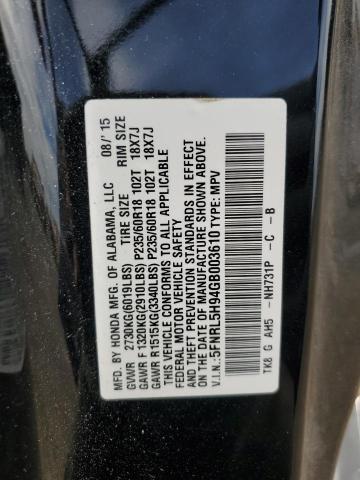 MFD. BY HONDA MFG. OF ALABAMA, LLC 08/'15
GVWR 2730KG(6019LBS) TIRE SIZE RIM SIZE
GAWR F 1320KG(2910LBS) P235/60R18 102T 18X7J
GAWR R1515KG(3340LBS) P235/60R18 102T 18X7J
THIS VEHICLE CONFORMS TO ALL APPLICABLE
FEDERAL MOTOR VEHICLE SAFETY
AND THEFT PREVENTION STANDARDS IN EFFECT
ON THE DATE OF MANUFACTURE SHOWN ABOVE.
V.I.N.: 5FNRL5H94GB003610 TYPE: MPV
TK8 G AH5 -NH731P -C -B